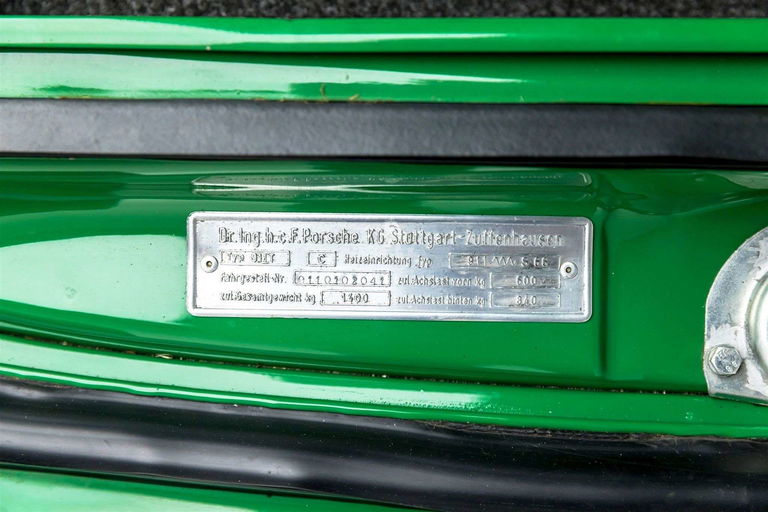 Dr. Ing. h. c. F. Porsche KG Stuttgart-Zuffenhausen
Typ 911T C Heizeinrichtung Typ 911 S 66
Fahrgestell-Nr. 9110102041 zul. Achslast vorn kg 600
zul. Gesamtgewicht kg 1400 zul. Achslast hinten kg 840